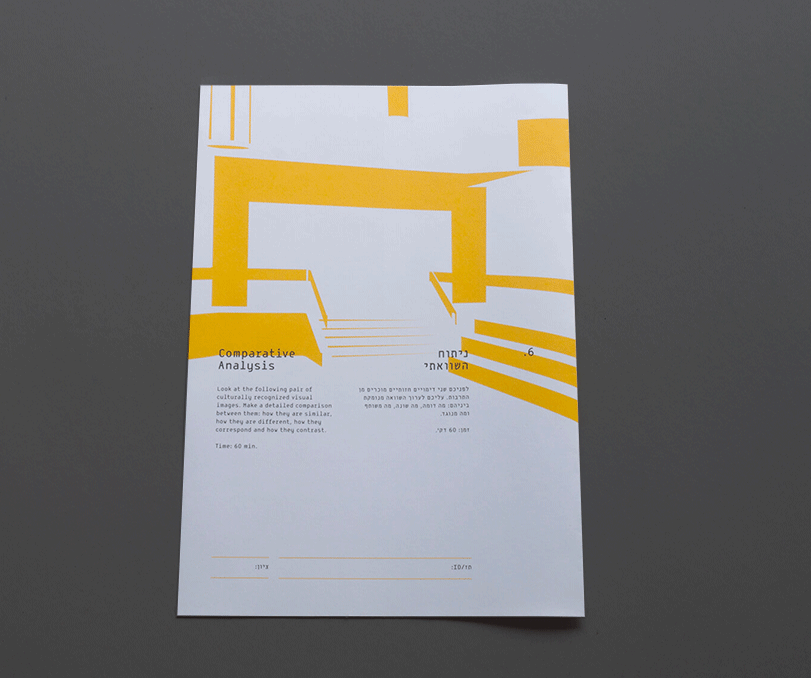 Comparative
Analysis
Look at the following pair of
culturally recognized visual
images. Make a detailed comparison
between them: how they are similar,
how they are different, how they
correspond and how they contrast.
Time: 60 min.
.6
ניתוח
השוואתי
לפניכם שני דימויים חזותיים מוכרים מן
התרבות. עליכם לערוך השוואה מנומקת
ביניהם: מה דומה, מה שונה, מה משותף
ומה מנוגד.
זמן: 60 דק'.
ציון:
תז/ID: